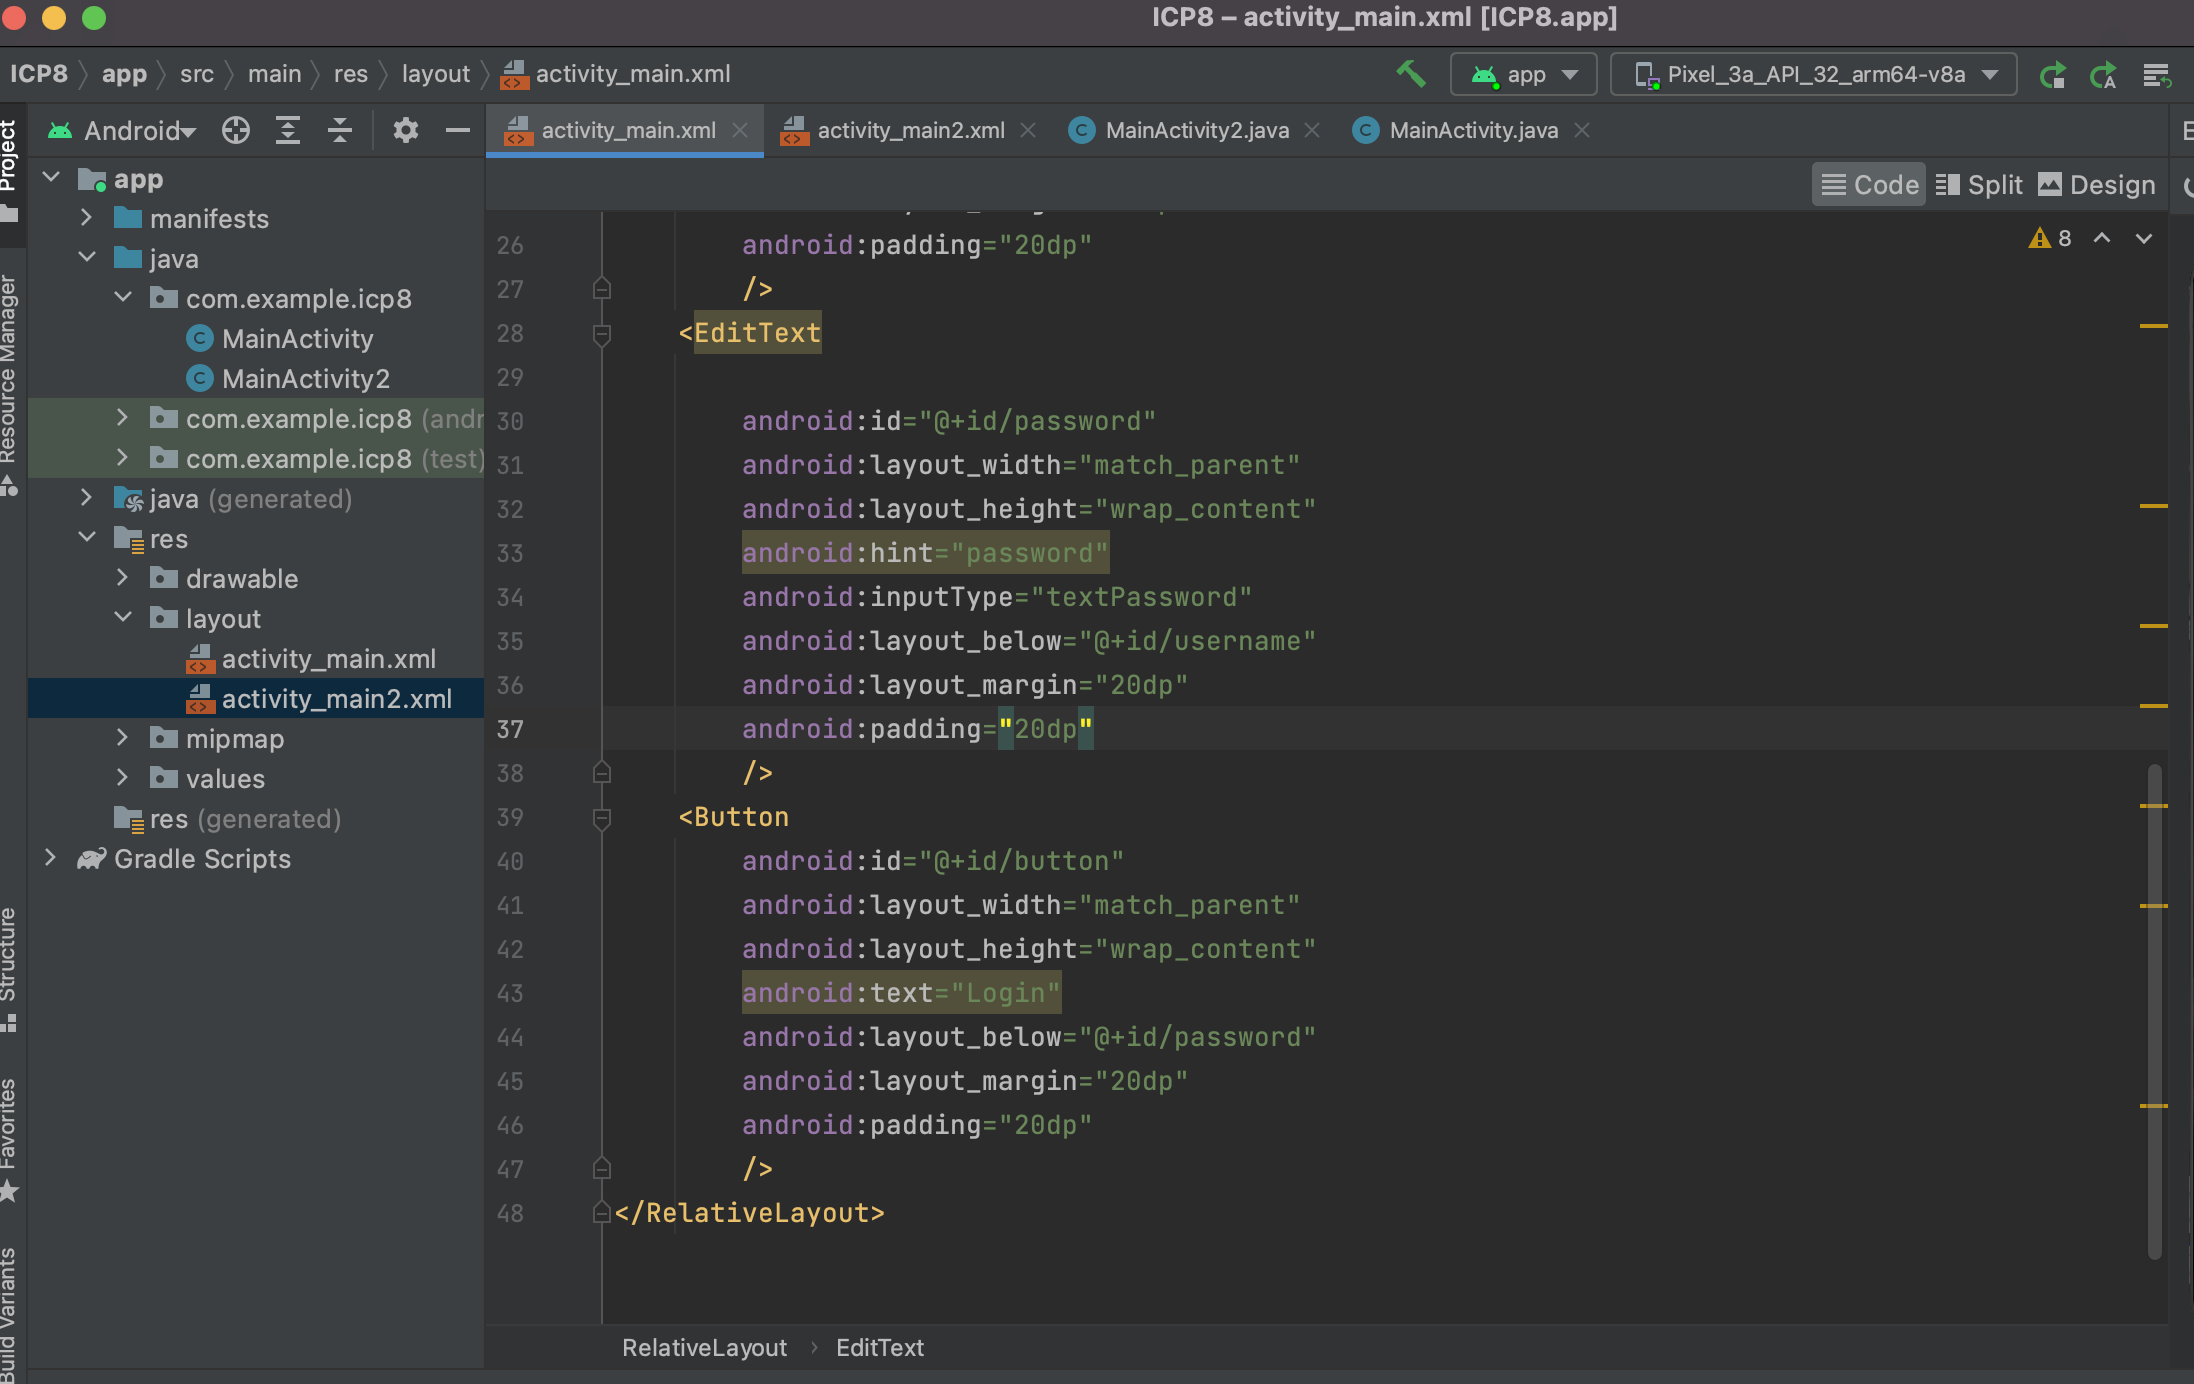 ICP8 – activity_main.xml [ICP8.app]
ICP8 app src main res layout activity_main.xml
app
Pixel_3a_API_32_arm64-v8a
Project
Resource Manager
Structure
Favorites
Build Variants
Android
app
manifests
java
com.example.icp8
MainActivity
MainActivity2
com.example.icp8 (andr
com.example.icp8 (test)
java (generated)
res
drawable
layout
activity_main.xml
activity_main2.xml
mipmap
values
res (generated)
Gradle Scripts
activity_main.xml activity_main2.xml MainActivity2.java MainActivity.java
Code Split Design
8
26 android:padding="20dp"
27 />
28 <EditText
29
30 android:id="@+id/password"
31 android:layout_width="match_parent"
32 android:layout_height="wrap_content"
33 android:hint="password"
34 android:inputType="textPassword"
35 android:layout_below="@+id/username"
36 android:layout_margin="20dp"
37 android:padding="20dp"
38 />
39 <Button
40 android:id="@+id/button"
41 android:layout_width="match_parent"
42 android:layout_height="wrap_content"
43 android:text="Login"
44 android:layout_below="@+id/password"
45 android:layout_margin="20dp"
46 android:padding="20dp"
47 />
48 </RelativeLayout>
RelativeLayout › EditText